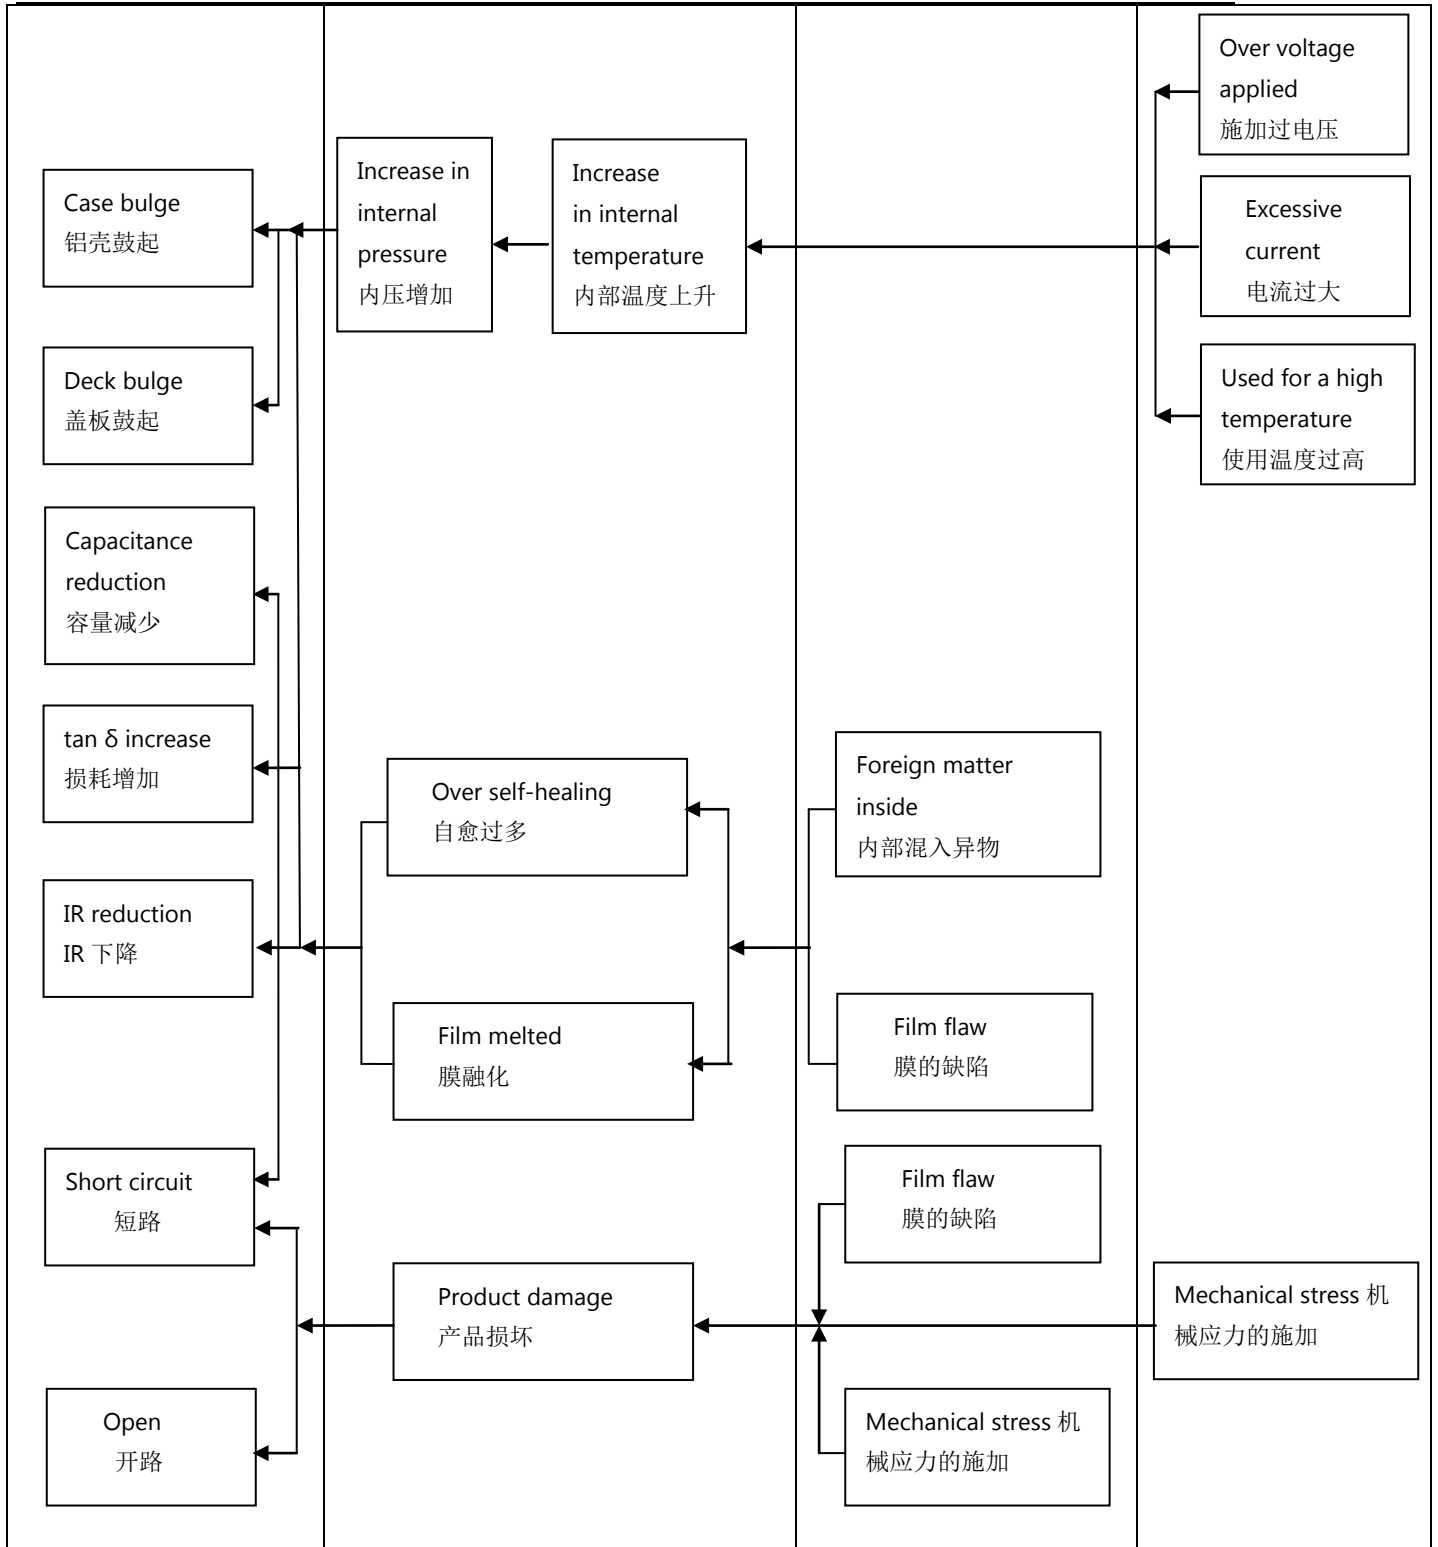 Over voltage
applied
施加过电压
Case bulge
铝壳鼓起
Increase in
internal
pressure
内压增加
Increase
in internal
temperature
内部温度上升
Excessive
current
电流过大
Deck bulge
盖板鼓起
Used for a high
temperature
使用温度过高
Capacitance
reduction
容量减少
tan δ increase
损耗增加
Over self-healing
自愈过多
Foreign matter
inside
内部混入异物
IR reduction
IR 下降
Film melted
膜融化
Film flaw
膜的缺陷
Short circuit
短路
Film flaw
膜的缺陷
Product damage
产品损坏
Mechanical stress 机
械应力的施加
Open
开路
Mechanical stress 机
械应力的施加